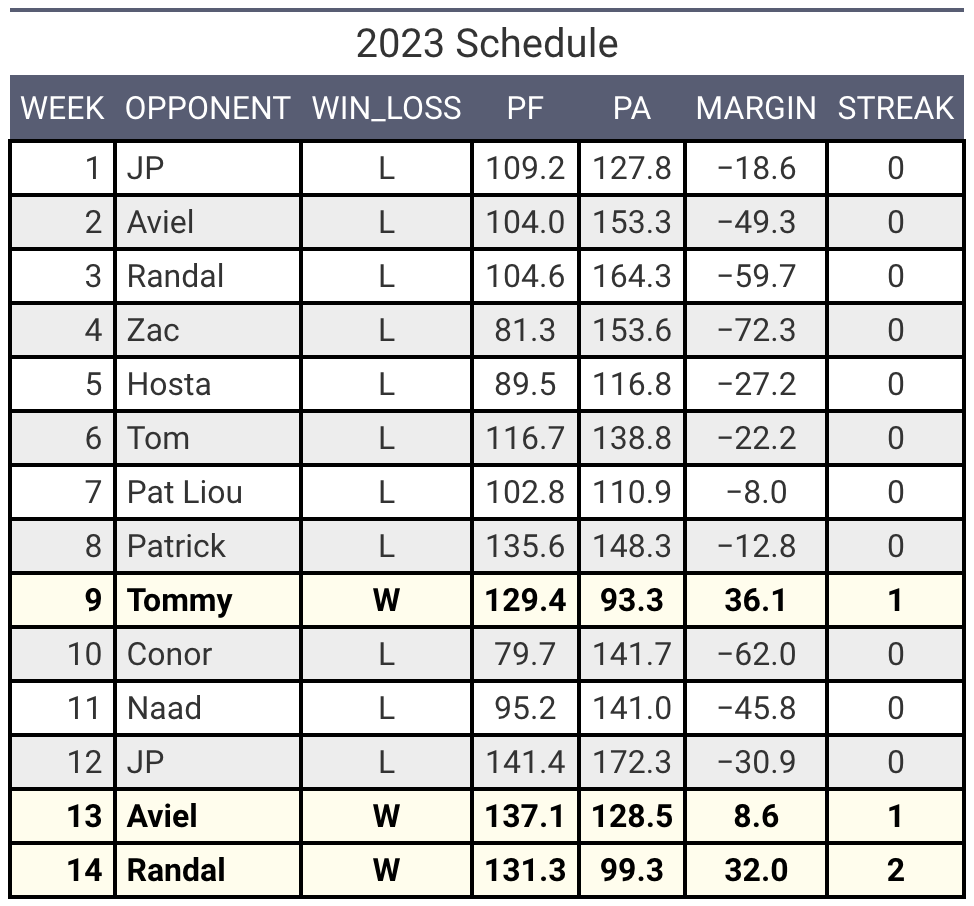 2023 Schedule
WEEK OPPONENT WIN_LOSS PF PA MARGIN STREAK
1 JP L 109.2 127.8 −18.6 0
2 Aviel L 104.0 153.3 −49.3 0
3 Randal L 104.6 164.3 −59.7 0
4 Zac L 81.3 153.6 −72.3 0
5 Hosta L 89.5 116.8 −27.2 0
6 Tom L 116.7 138.8 −22.2 0
7 Pat Liou L 102.8 110.9 −8.0 0
8 Patrick L 135.6 148.3 −12.8 0
9 Tommy W 129.4 93.3 36.1 1
10 Conor L 79.7 141.7 −62.0 0
11 Naad L 95.2 141.0 −45.8 0
12 JP L 141.4 172.3 −30.9 0
13 Aviel W 137.1 128.5 8.6 1
14 Randal W 131.3 99.3 32.0 2